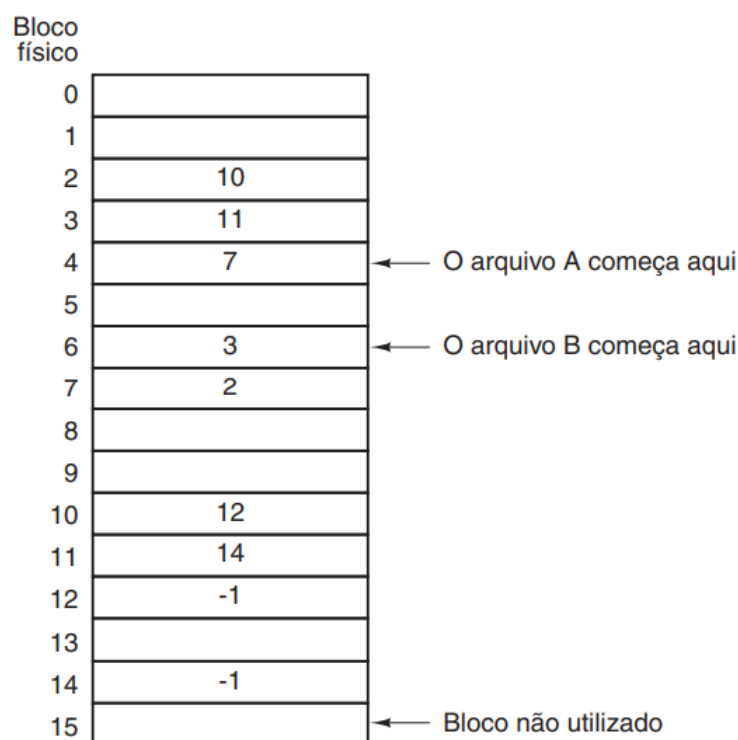 Bloco
físico
0
1
2 10
3 11
4 7 O arquivo A começa aqui
5
6 3 O arquivo B começa aqui
7 2
8
9
10 12
11 14
12 -1
13
14 -1
15 Bloco não utilizado